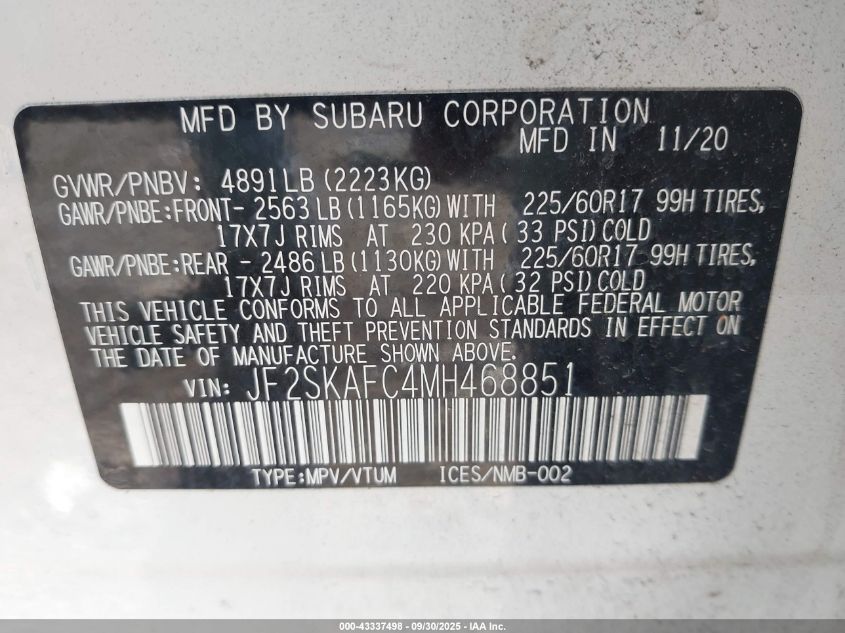 MFD BY SUBARU CORPORATION
MFD IN 11/20
GVWR/PNBV: 4891LB(2223KG)
GAWR/PNBE:FRONT- 2563LB(1165KG)WITH 225/60R17 99H TIRES,
17X7J RIMS AT 230 KPA( 33 PSI)COLD
GAWR/PNBE:REAR - 2486LB(1130KG)WITH 225/60R17 99H TIRES,
17X7J RIMS AT 220 KPA( 32 PSI)COLD
THIS VEHICLE CONFORMS TO ALL APPLICABLE FEDERAL MOTOR
VEHICLE SAFETY AND THEFT PREVENTION STANDARDS IN EFFECT ON
THE DATE OF MANUFACTURE SHOWN ABOVE.
VIN: JF2SKAFC4MH468851
TYPE:MPV/VTUM ICES/NMB-002
000-43337498 - 09/30/2025 - IAA Inc.